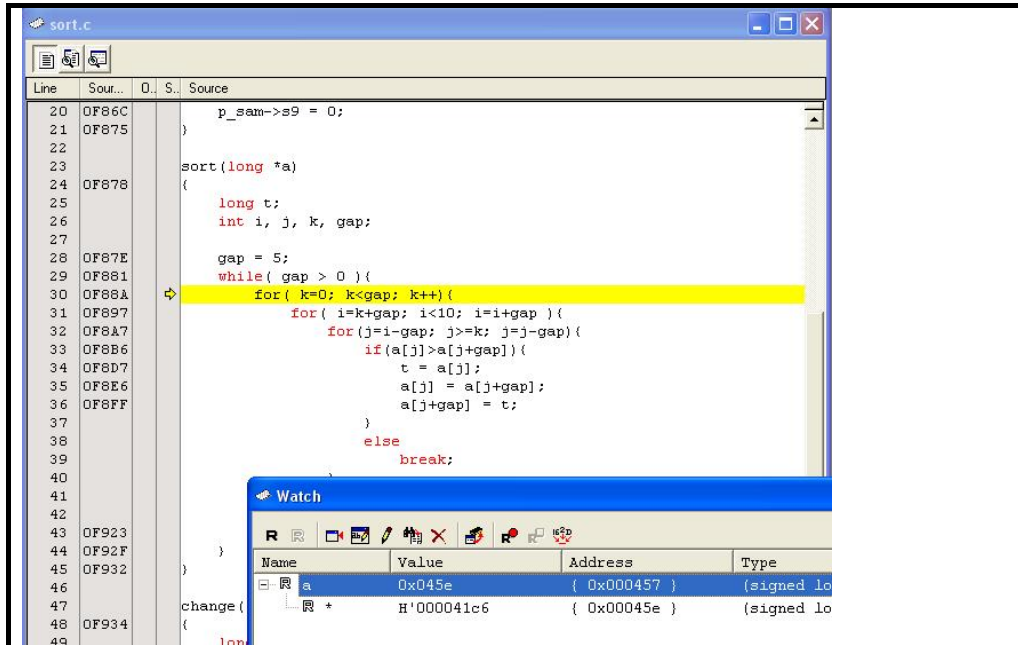 sort.c
Line Sour... O.. S.. Source
20 0F86C p_sam->s9 = 0;
21 0F875 }
22
23 sort(long *a)
24 0F878 {
25 long t;
26 int i, j, k, gap;
27
28 0F87E gap = 5;
29 0F881 while( gap > 0 ){
30 0F88A for( k=0; k<gap; k++){
31 0F897 for( i=k+gap; i<10; i=i+gap ){
32 0F8A7 for(j=i-gap; j>=k; j=j-gap){
33 0F8B6 if(a[j]>a[j+gap]){
34 0F8D7 t = a[j];
35 0F8E6 a[j] = a[j+gap];
36 0F8FF a[j+gap] = t;
37 }
38 else
39 break;
40
41
42
43 0F923
44 0F92F }
45 0F932 }
46
47 change(
48 0F934 {
49 lon
Watch
R R
Name Value Address Type
R a 0x045e { 0x000457 } (signed lo
R * H'000041c6 { 0x00045e } (signed lo